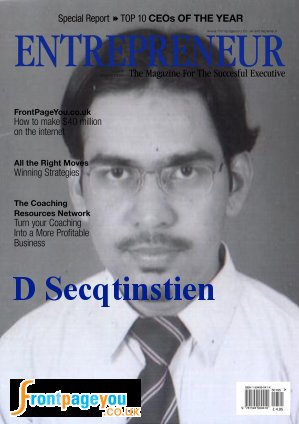 Special Report ▸▸ TOP 10 CEOs OF THE YEAR
ENTREPRENEUR
The Magazine For The Succesful Executive
FrontPageYou.co.uk
How to make $40 million
on the internet
All the Right Moves
Winning Strategies
The Coaching
Resources Network
Turn your Coaching
Into a More Profitable
Business
D Secqtinstien
frontpageyou
.co.uk